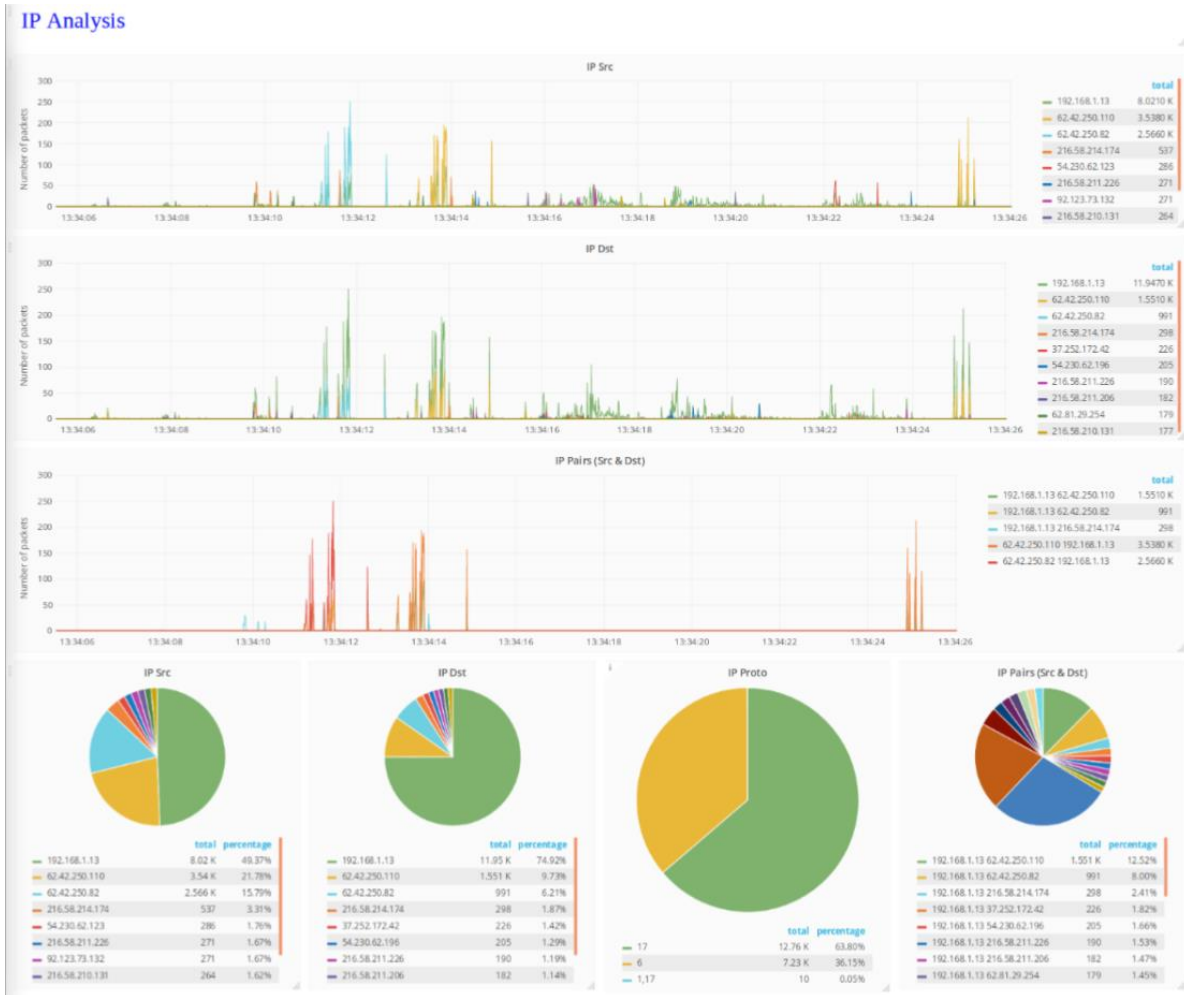 IP Analysis
IP Src
Number of packets
300
250
200
150
100
50
0
13:34:06 13:34:08 13:34:10 13:34:12 13:34:14 13:34:16 13:34:18 13:34:20 13:34:22 13:34:24 13:34:26
total
192.168.1.13 8.0210 K
62.42.250.110 3.5380 K
62.42.250.82 2.5660 K
216.58.214.174 537
54.230.62.123 286
216.58.211.226 271
92.123.73.132 271
216.58.210.131 264
IP Dst
Number of packets
300
250
200
150
100
50
0
13:34:06 13:34:08 13:34:10 13:34:12 13:34:14 13:34:16 13:34:18 13:34:20 13:34:22 13:34:24 13:34:26
total
192.168.1.13 11.9470 K
62.42.250.110 1.5510 K
62.42.250.82 991
216.58.214.174 298
37.252.172.42 226
54.230.62.196 205
216.58.211.226 190
216.58.211.206 182
62.81.29.254 179
216.58.210.131 177
IP Pairs (Src & Dst)
Number of packets
300
250
200
150
100
50
0
13:34:06 13:34:08 13:34:10 13:34:12 13:34:14 13:34:16 13:34:18 13:34:20 13:34:22 13:34:24 13:34:26
total
192.168.1.13 62.42.250.110 1.5510 K
192.168.1.13 62.42.250.82 991
192.168.1.13 216.58.214.174 298
62.42.250.110 192.168.1.13 3.5380 K
62.42.250.82 192.168.1.13 2.5660 K
IP Src
total percentage
192.168.1.13 8.02 K 49.37%
62.42.250.110 3.54 K 21.78%
62.42.250.82 2.566 K 15.79%
216.58.214.174 537 3.31%
54.230.62.123 286 1.76%
216.58.211.226 271 1.67%
92.123.73.132 271 1.67%
216.58.210.131 264 1.62%
IP Dst
total percentage
192.168.1.13 11.95 K 74.92%
62.42.250.110 1.551 K 9.73%
62.42.250.82 991 6.21%
216.58.214.174 298 1.87%
37.252.172.42 226 1.42%
54.230.62.196 205 1.29%
216.58.211.226 190 1.19%
216.58.211.206 182 1.14%
IP Proto
total percentage
17 12.76 K 63.80%
6 7.23 K 36.15%
1,17 10 0.05%
IP Pairs (Src & Dst)
total percentage
192.168.1.13 62.42.250.110 1.551 K 12.52%
192.168.1.13 62.42.250.82 991 8.00%
192.168.1.13 216.58.214.174 298 2.41%
192.168.1.13 37.252.172.42 226 1.82%
192.168.1.13 54.230.62.196 205 1.66%
192.168.1.13 216.58.211.226 190 1.53%
192.168.1.13 216.58.211.206 182 1.47%
192.168.1.13 62.81.29.254 179 1.45%